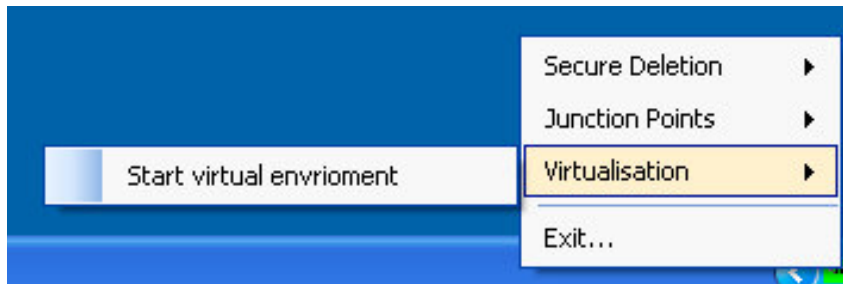 Secure Deletion
Junction Points
Virtualisation
Start virtual envrioment
Exit...